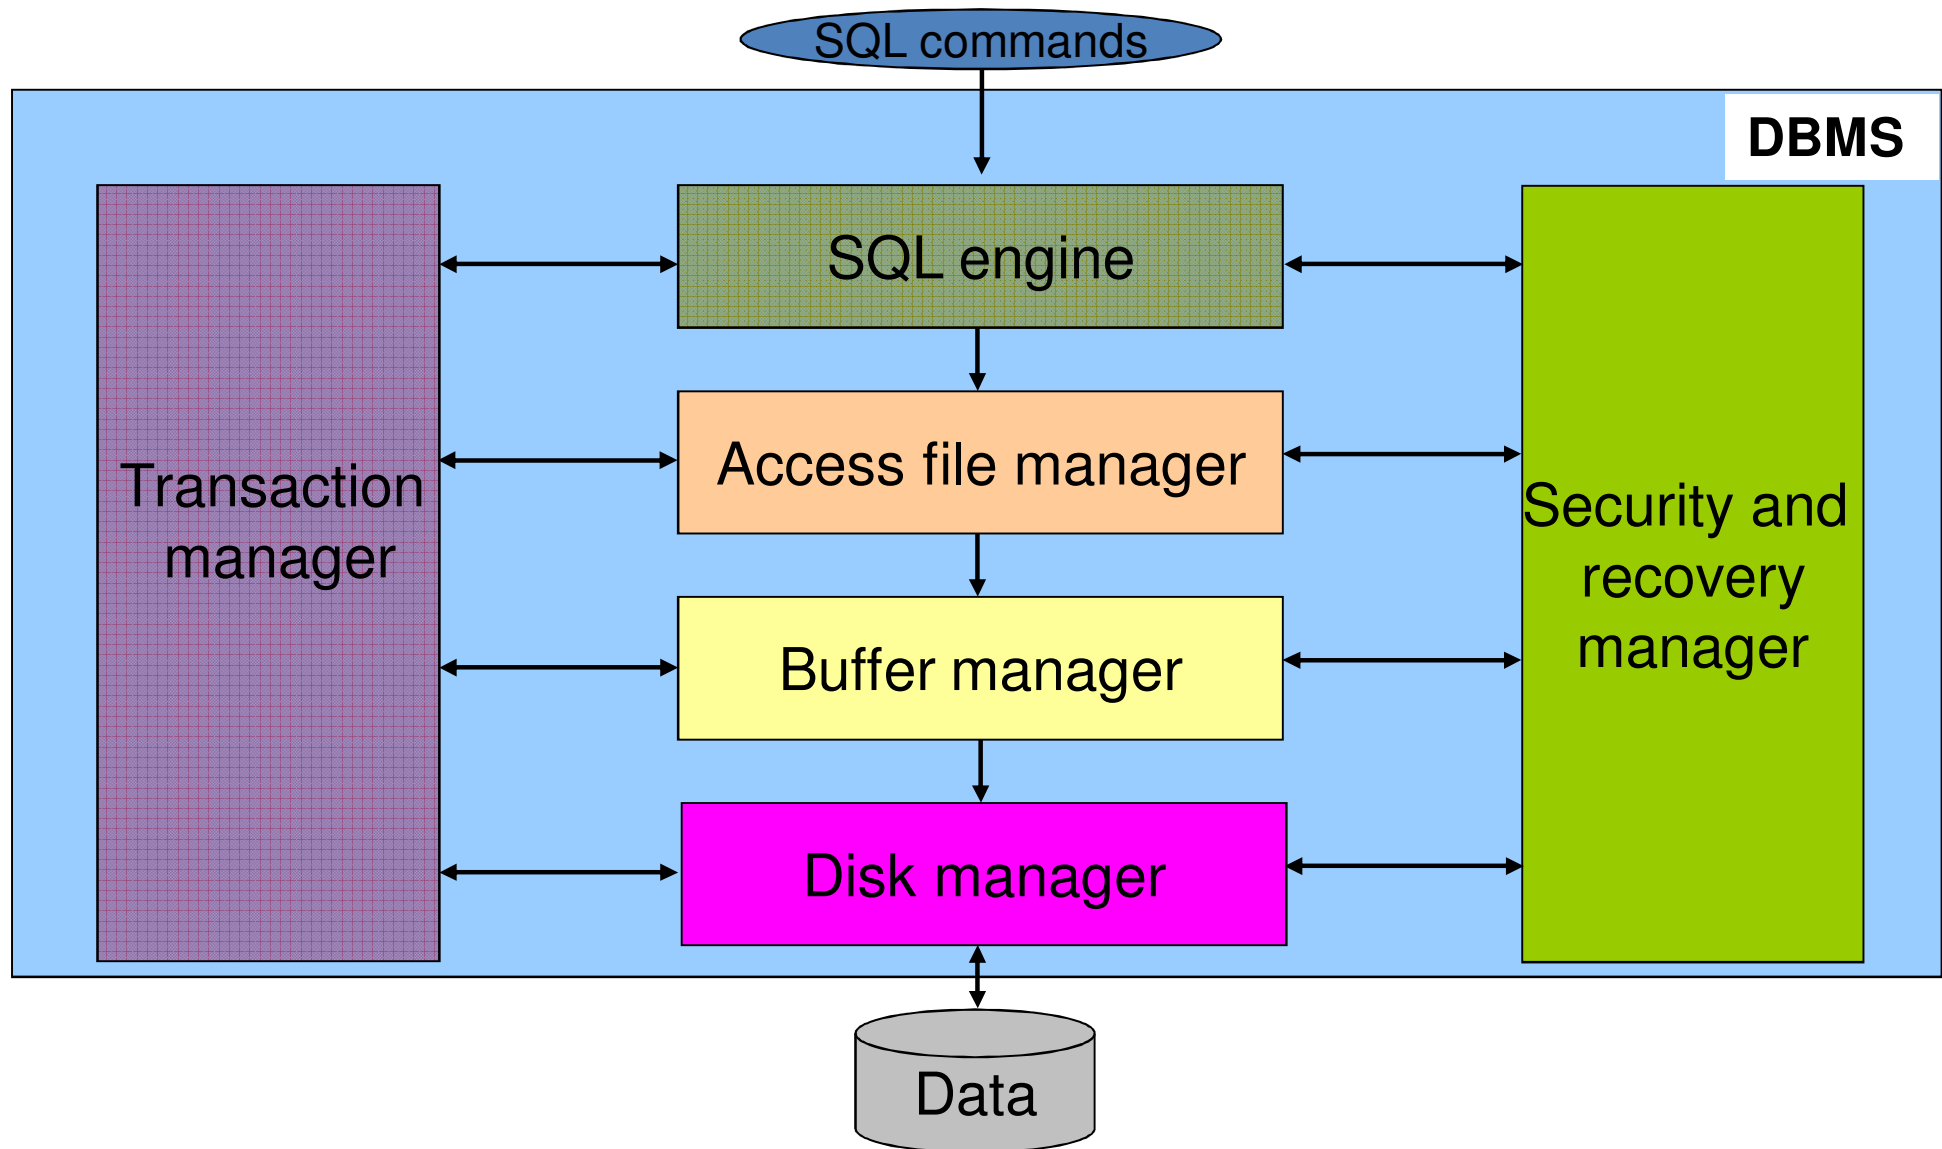 SQL commands
DBMS
SQL engine
Access file manager
Transaction
manager
Security and
recovery
manager
Buffer manager
Disk manager
Data